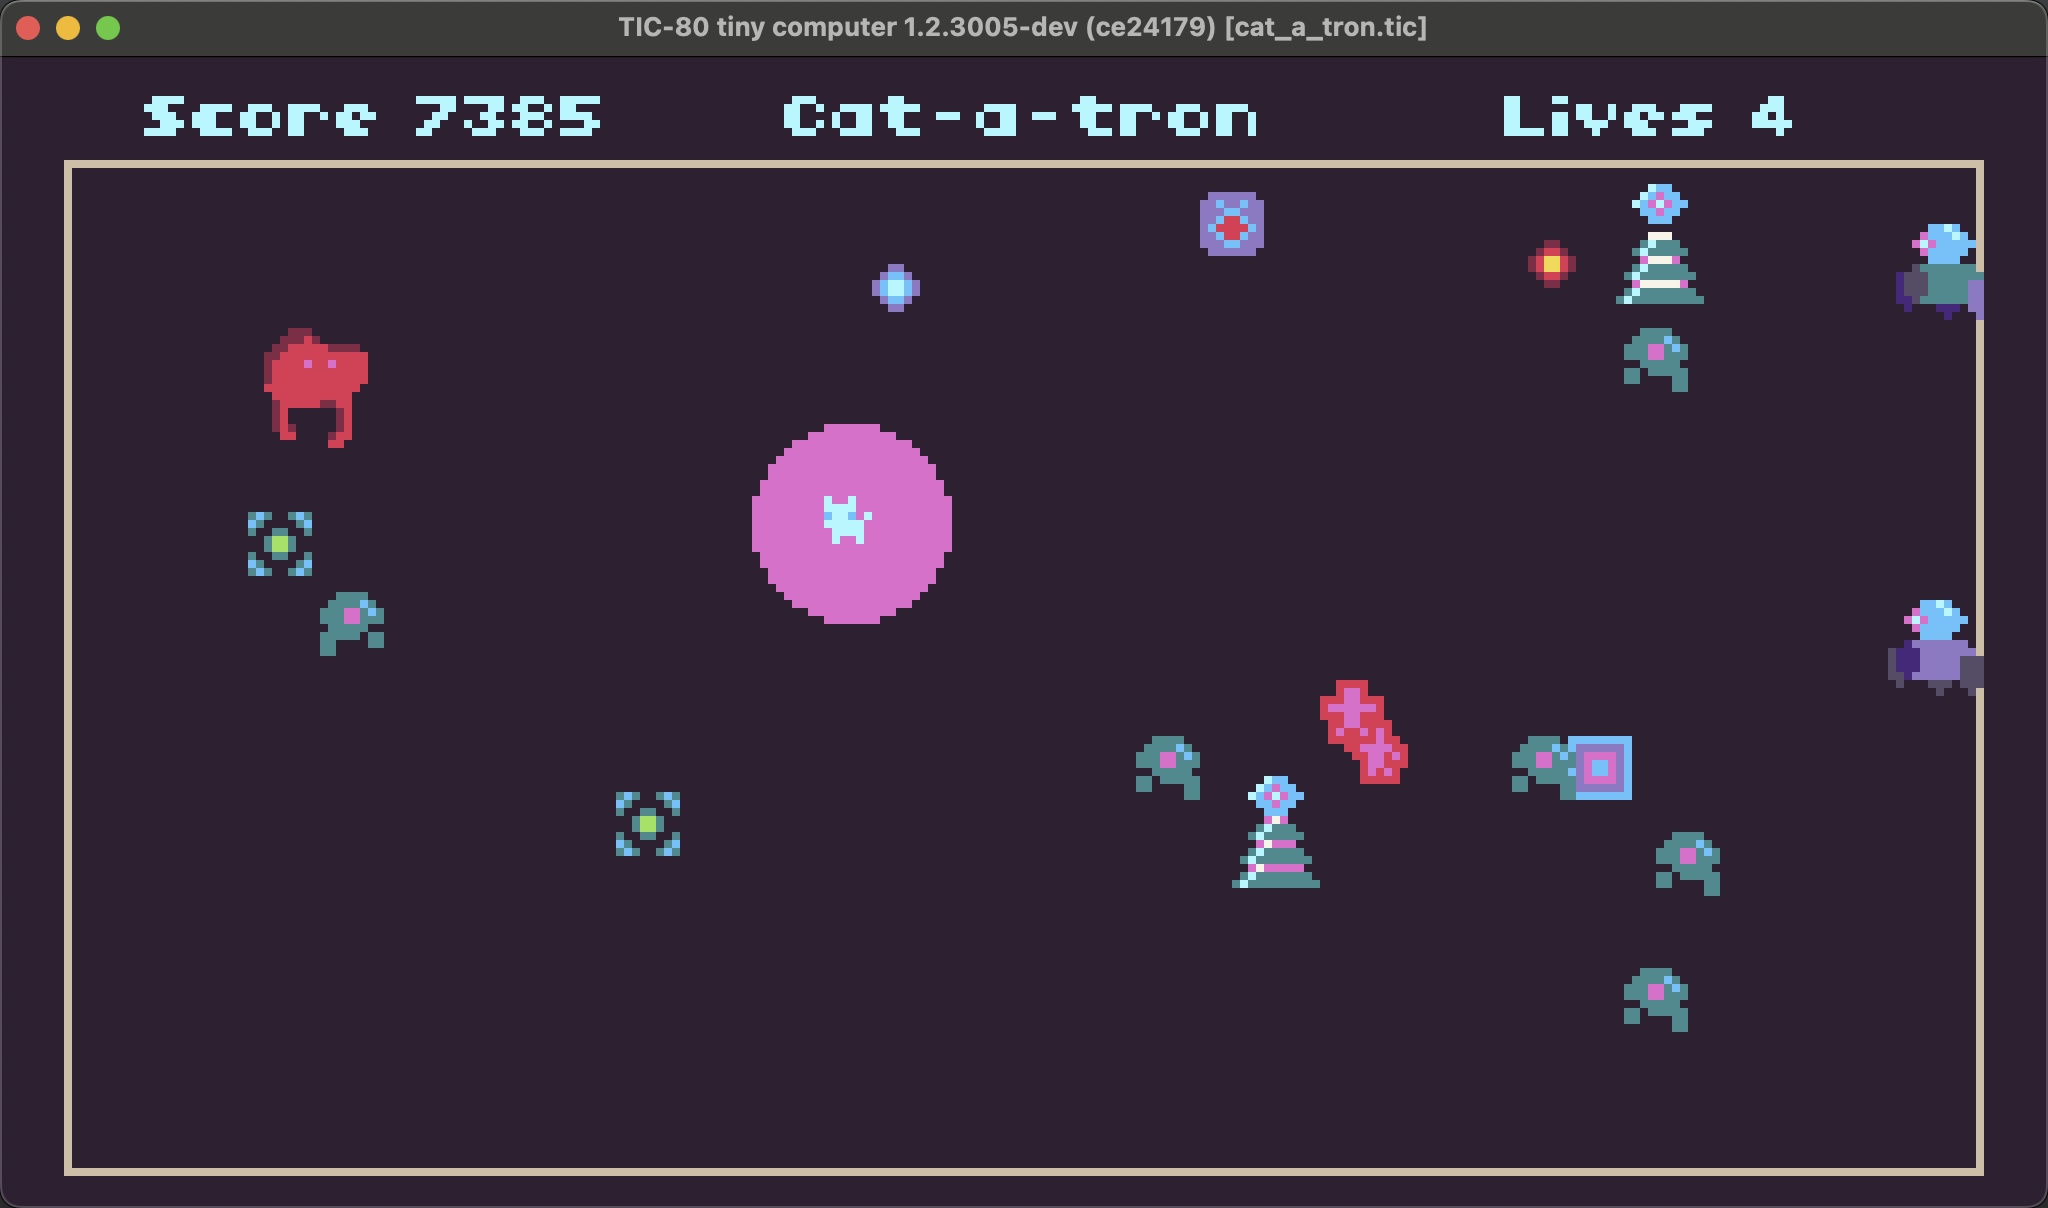 TIC-80 tiny computer 1.2.3005-dev (ce24179) [cat_a_tron.tic]
Score 7385 Cat-a-tron Lives 4